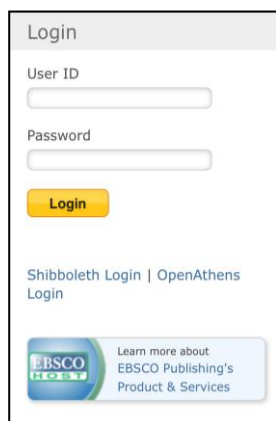 Login
User ID
Password
Login
Shibboleth Login | OpenAthens
Login
EBSCO
HOST
Learn more about
EBSCO Publishing's
Product & Services